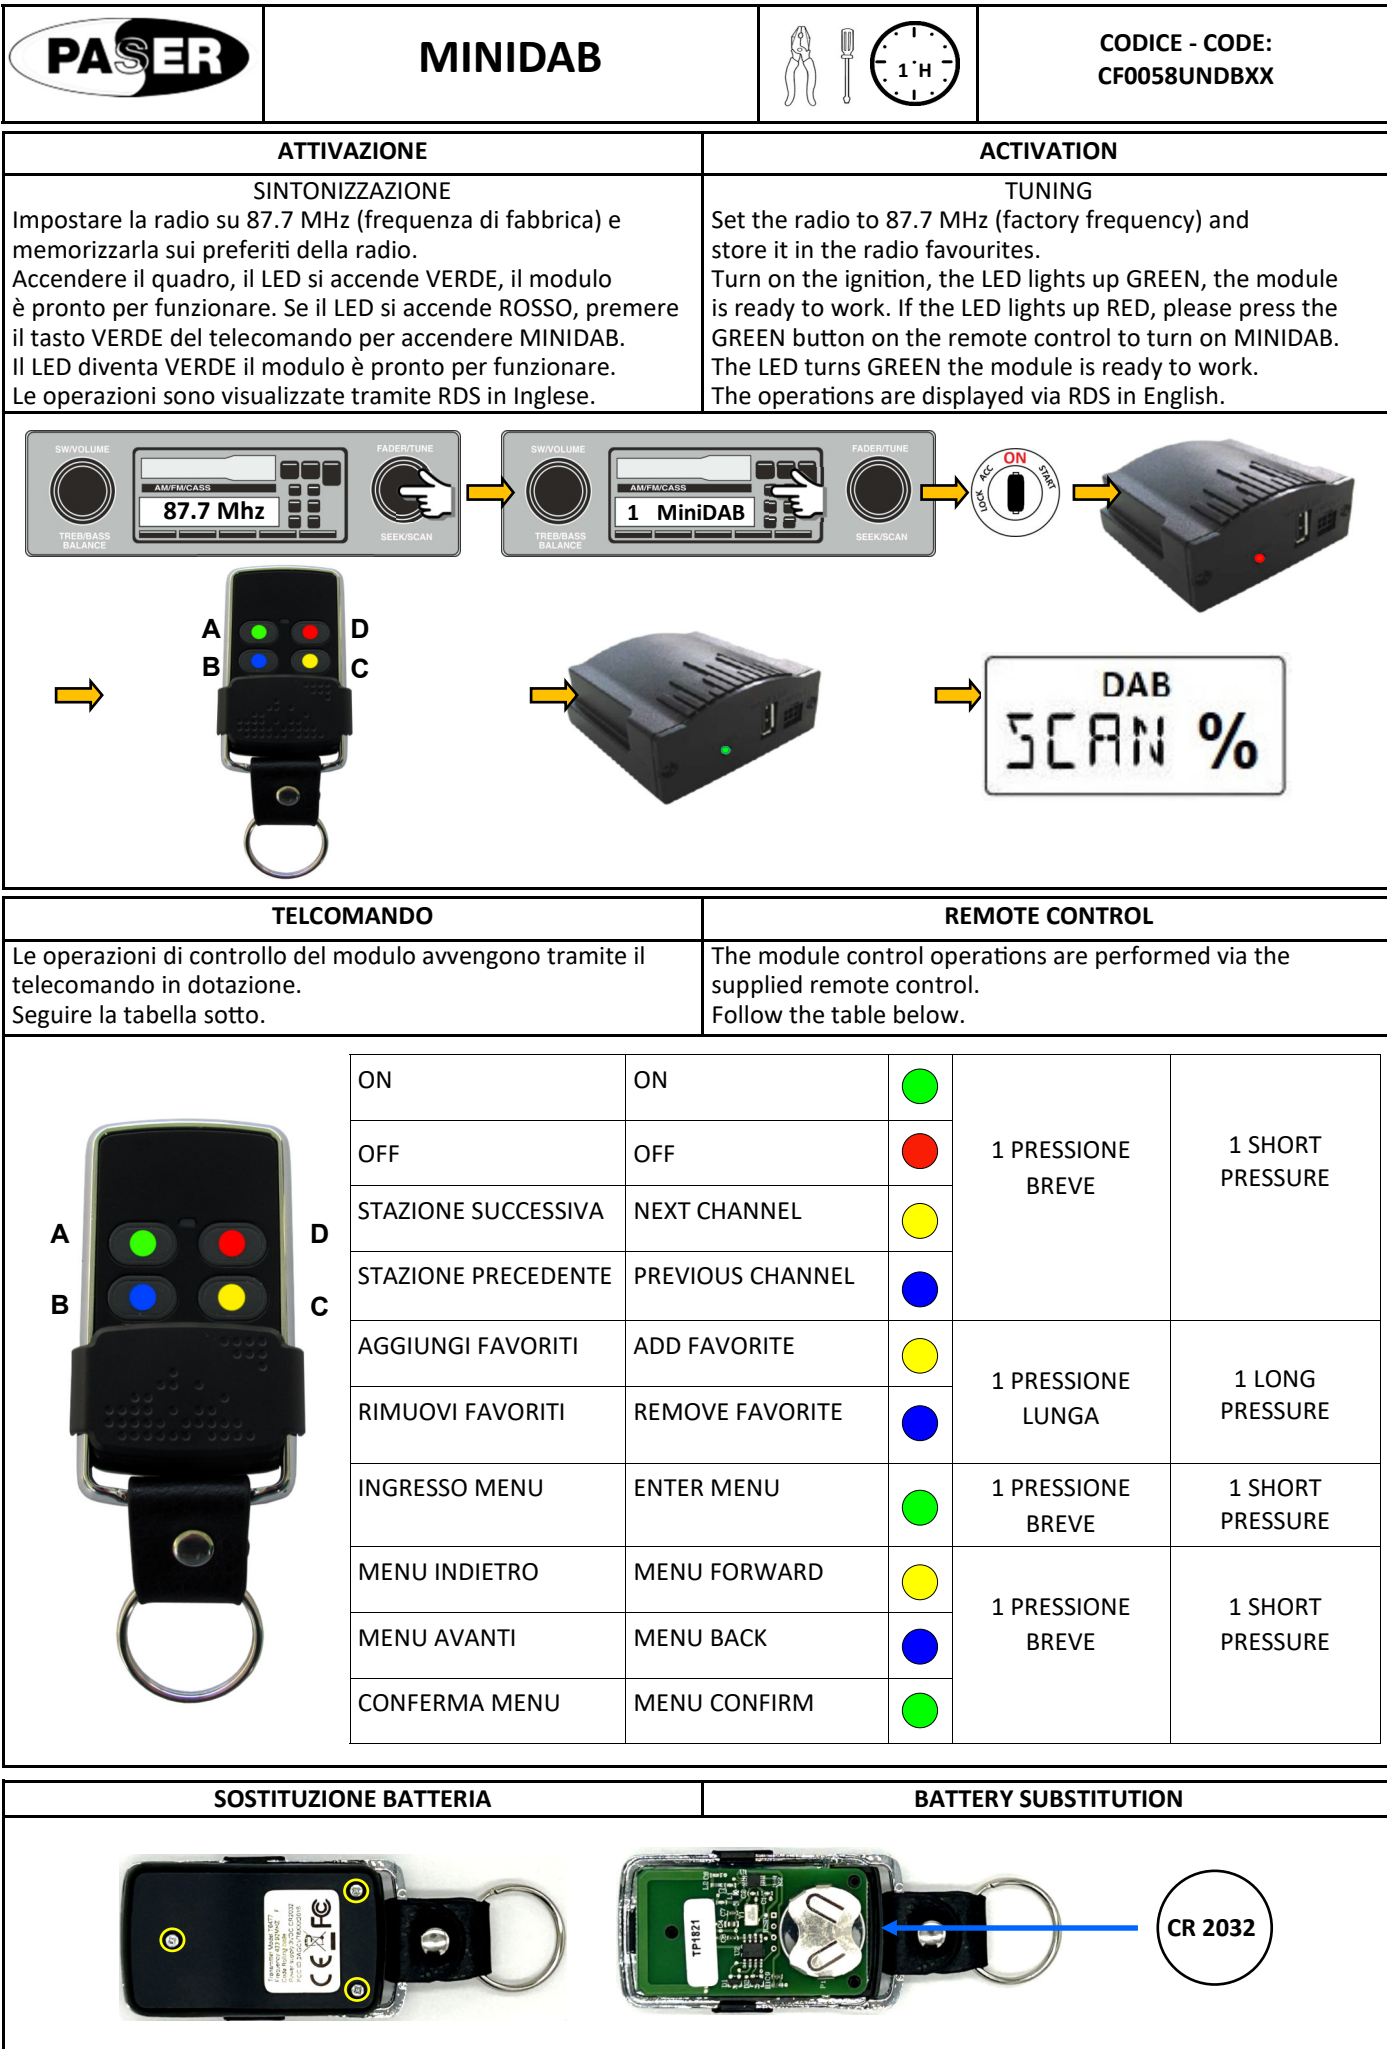 PASER
MINIDAB
1 H
CODICE - CODE:
CF0058UNDBXX
ATTIVAZIONE
SINTONIZZAZIONE
Impostare la radio su 87.7 MHz (frequenza di fabbrica) e
memorizzarla sui preferiti della radio.
Accendere il quadro, il LED si accende VERDE, il modulo
è pronto per funzionare. Se il LED si accende ROSSO, premere
il tasto VERDE del telecomando per accendere MINIDAB.
Il LED diventa VERDE il modulo è pronto per funzionare.
Le operazioni sono visualizzate tramite RDS in Inglese.
ACTIVATION
TUNING
Set the radio to 87.7 MHz (factory frequency) and
store it in the radio favourites.
Turn on the ignition, the LED lights up GREEN, the module
is ready to work. If the LED lights up RED, please press the
GREEN button on the remote control to turn on MINIDAB.
The LED turns GREEN the module is ready to work.
The operations are displayed via RDS in English.
SW/VOLUME
FADER/TUNE
AM/FM/CASS
87.7 Mhz
TREB/BASS
BALANCE
SEEK/SCAN
SW/VOLUME
FADER/TUNE
AM/FM/CASS
1 MiniDAB
TREB/BASS
BALANCE
SEEK/SCAN
LOCK ACC ON START
A D
B C
DAB
SCAN %
TELCOMANDO
Le operazioni di controllo del modulo avvengono tramite il
telecomando in dotazione.
Seguire la tabella sotto.
REMOTE CONTROL
The module control operations are performed via the
supplied remote control.
Follow the table below.
A D
B C
ON ON
OFF OFF
STAZIONE SUCCESSIVA NEXT CHANNEL
STAZIONE PRECEDENTE PREVIOUS CHANNEL
1 PRESSIONE
BREVE
1 SHORT
PRESSURE
AGGIUNGI FAVORITI ADD FAVORITE
RIMUOVI FAVORITI REMOVE FAVORITE
1 PRESSIONE
LUNGA
1 LONG
PRESSURE
INGRESSO MENU ENTER MENU
1 PRESSIONE
BREVE
1 SHORT
PRESSURE
MENU INDIETRO MENU FORWARD
MENU AVANTI MENU BACK
CONFERMA MENU MENU CONFIRM
1 PRESSIONE
BREVE
1 SHORT
PRESSURE
SOSTITUZIONE BATTERIA
BATTERY SUBSTITUTION
CE FC
TP1821
CR 2032